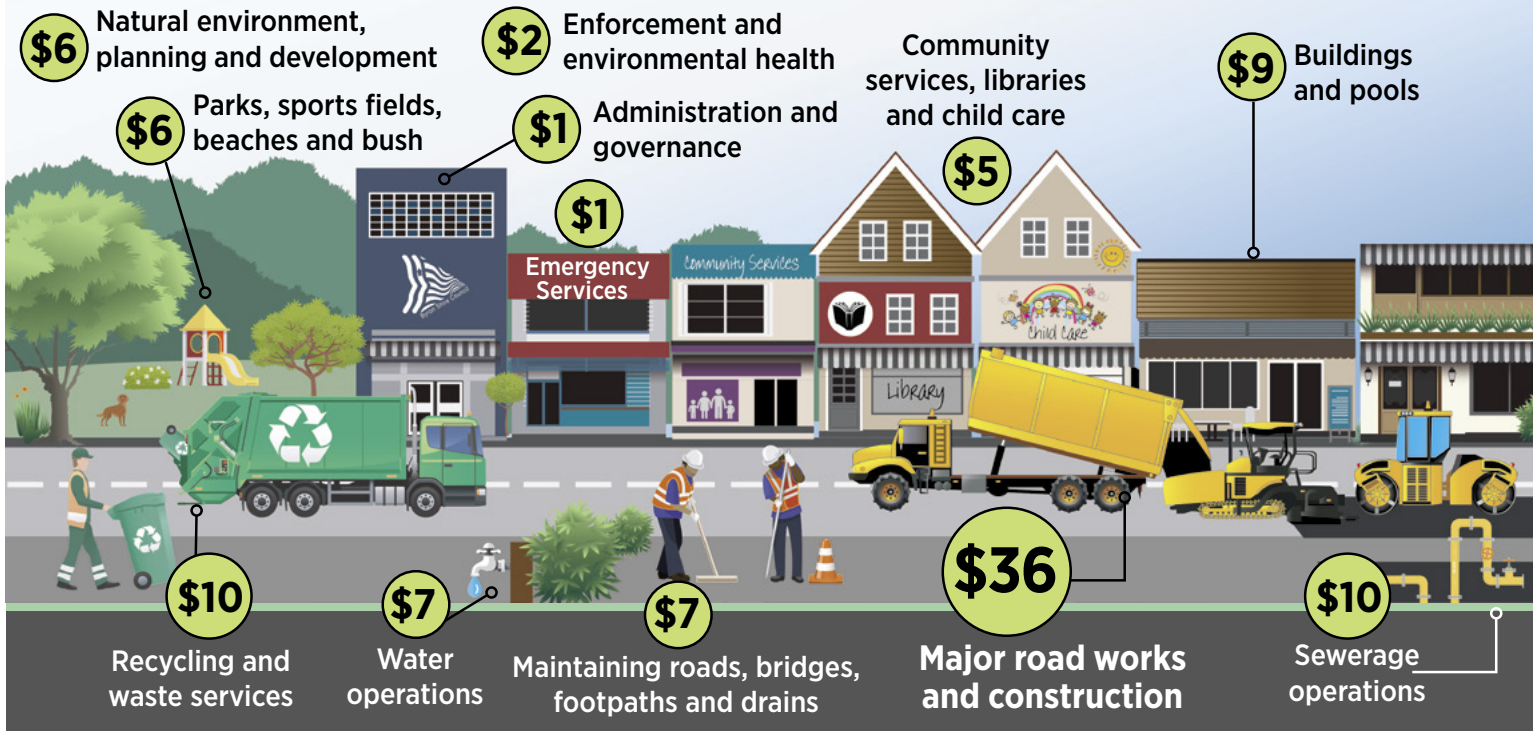 $6
Natural environment,
planning and development
$2
Enforcement and
environmental health
Community
services, libraries
and child care
$5
$9
Buildings
and pools
$6
Parks, sports fields,
beaches and bush
$1
Administration and
governance
$1
Emergency
Services
Community Services
Byron Shire Council
Child Care
Library
$10
Recycling and
waste services
$7
Water
operations
$7
Maintaining roads, bridges,
footpaths and drains
$36
Major road works
and construction
$10
Sewerage
operations